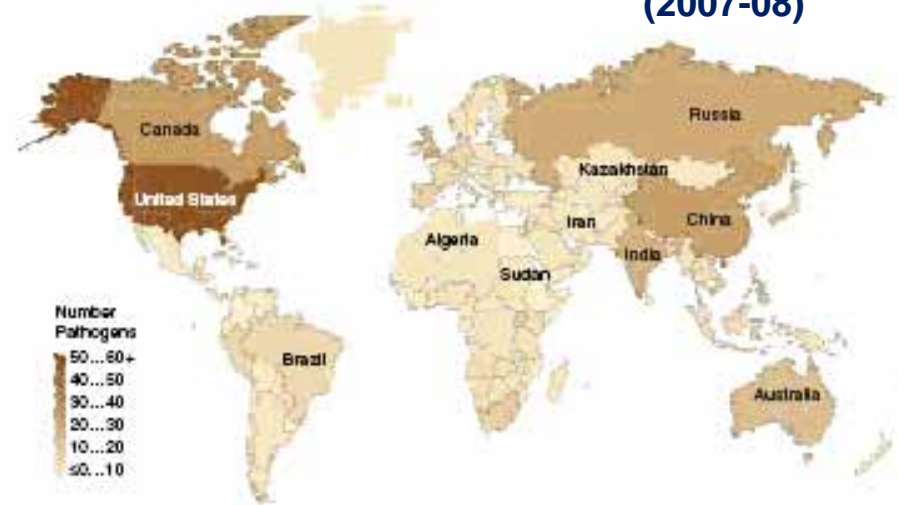 (2007-08)
Russia
Canada
Kazakhstan
United States
China
Iran
Algeria
India
Sudan
Number
Pathogens
50...60+
40...50
30...40
20...30
10...20
≤0...10
Brazil
Australia